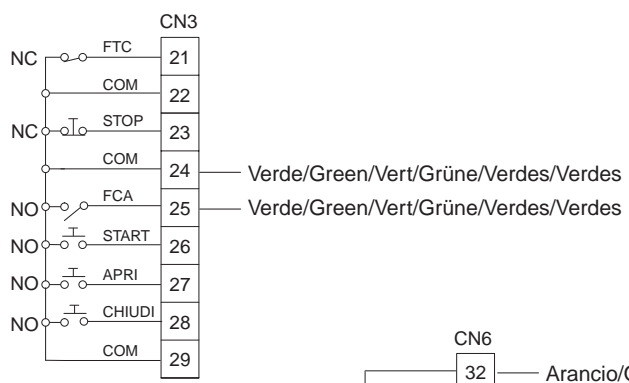 CN3
NC FTC 21
COM 22
NC STOP 23
COM 24 Verde/Green/Vert/Grüne/Verdes/Verdes
NO FCA 25 Verde/Green/Vert/Grüne/Verdes/Verdes
NO START 26
NO APRI 27
NO CHIUDI 28
COM 29
CN6
32 Arancio/